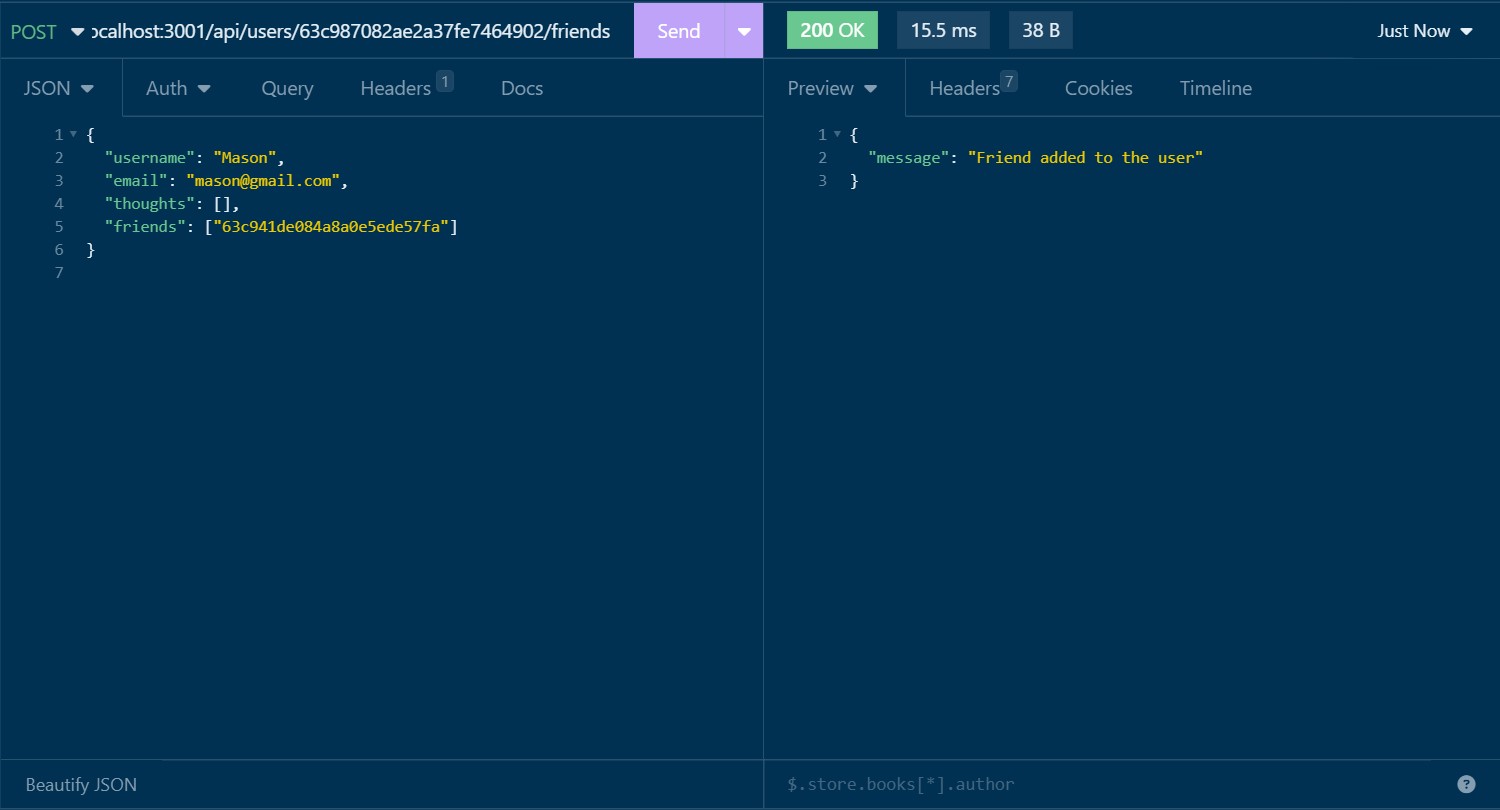 POST ocalhost:3001/api/users/63c987082ae2a37fe7464902/friends Send 200 OK 15.5 ms 38 B Just Now
JSON Auth Query Headers 1 Docs Preview Headers 7 Cookies Timeline
1 {
2 "username": "Mason",
3 "email": "mason@gmail.com",
4 "thoughts": [],
5 "friends": ["63c941de084a8a0e5ede57fa"]
6 }
7
1 {
2 "message": "Friend added to the user"
3 }
Beautify JSON $.store.books[*].author ?